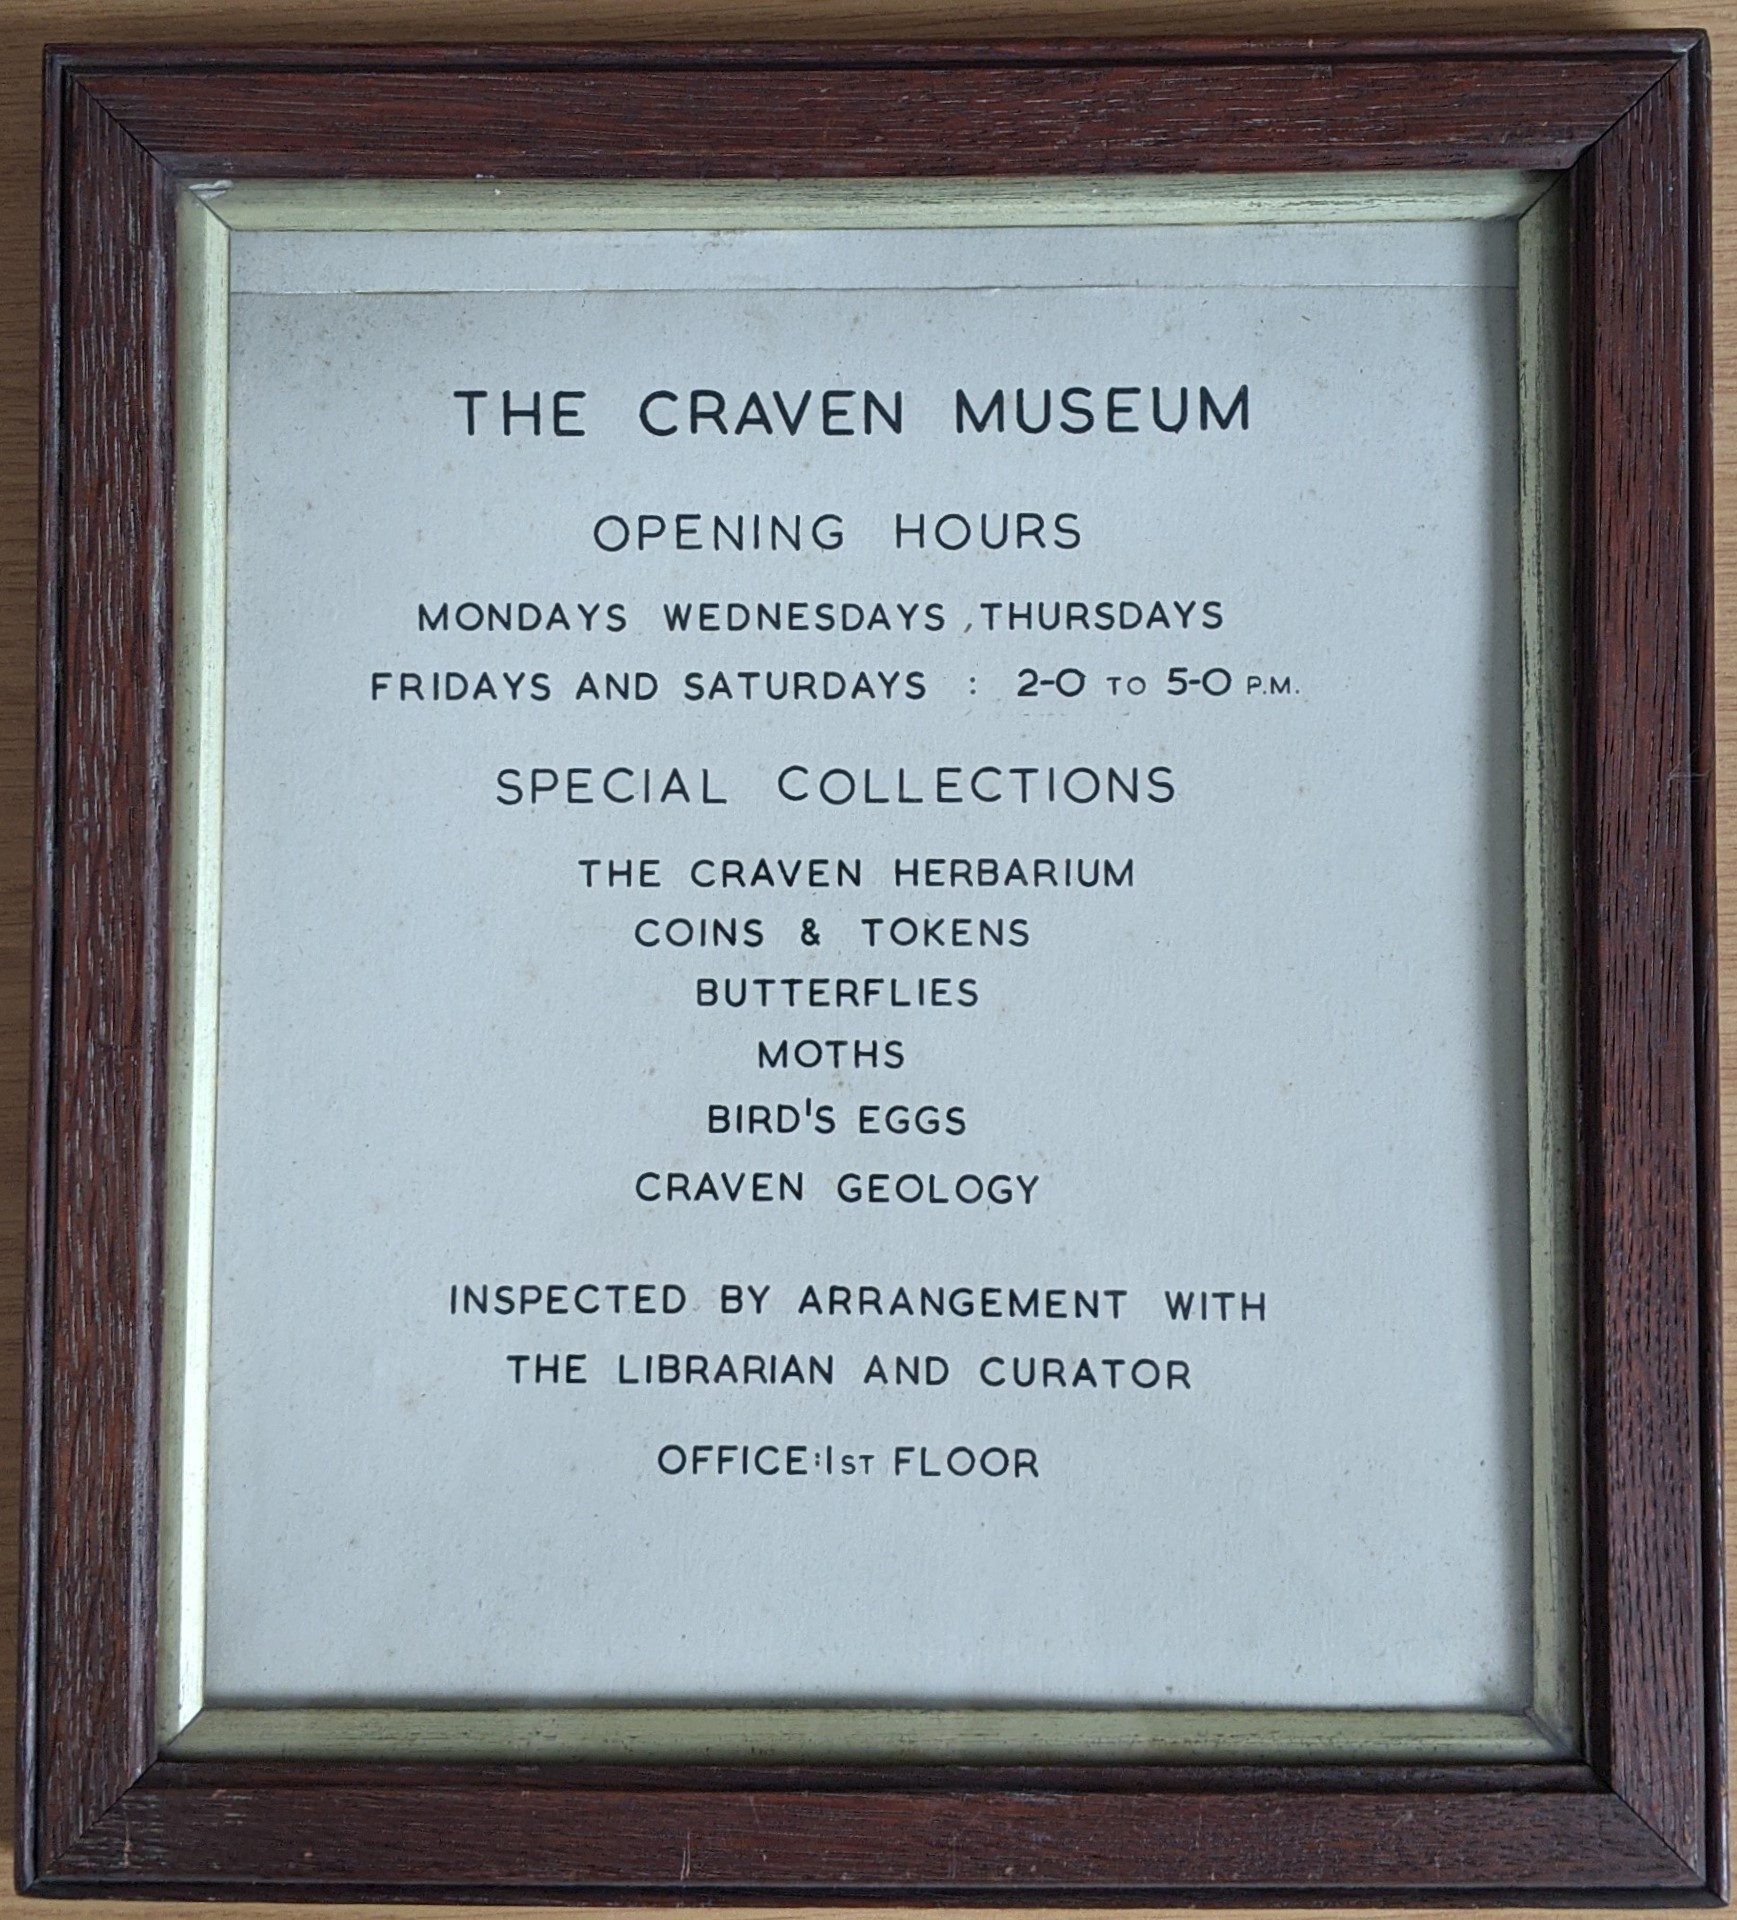 THE CRAVEN MUSEUM
OPENING HOURS
MONDAYS WEDNESDAYS , THURSDAYS
FRIDAYS AND SATURDAYS : 2-0 TO 5-0 P.M.
SPECIAL COLLECTIONS
THE CRAVEN HERBARIUM
COINS & TOKENS
BUTTERFLIES
MOTHS
BIRD'S EGGS
CRAVEN GEOLOGY
INSPECTED BY ARRANGEMENT WITH
THE LIBRARIAN AND CURATOR
OFFICE:1ST FLOOR